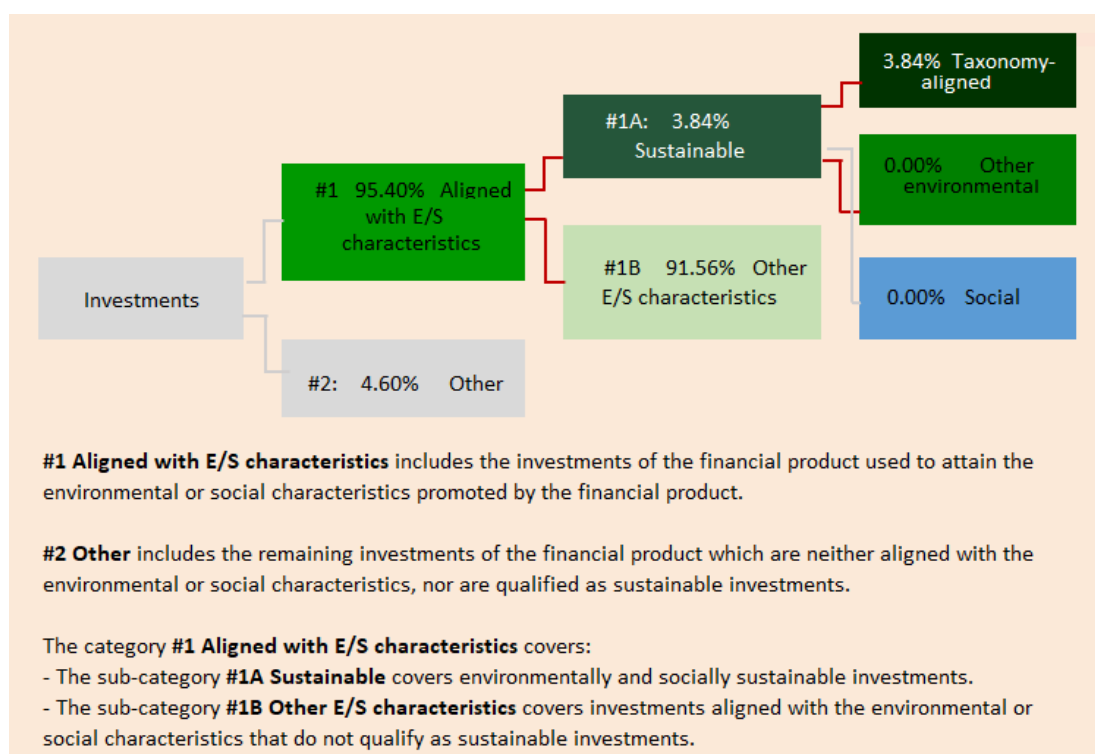 3.84% Taxonomy-
aligned
#1A: 3.84%
Sustainable
0.00% Other
environmental
#1 95.40% Aligned
with E/S
characteristics
#1B 91.56% Other
E/S characteristics
0.00% Social
Investments
#2: 4.60% Other
#1 Aligned with E/S characteristics includes the investments of the financial product used to attain the
environmental or social characteristics promoted by the financial product.
#2 Other includes the remaining investments of the financial product which are neither aligned with the
environmental or social characteristics, nor are qualified as sustainable investments.
The category #1 Aligned with E/S characteristics covers:
- The sub-category #1A Sustainable covers environmentally and socially sustainable investments.
- The sub-category #1B Other E/S characteristics covers investments aligned with the environmental or
social characteristics that do not qualify as sustainable investments.